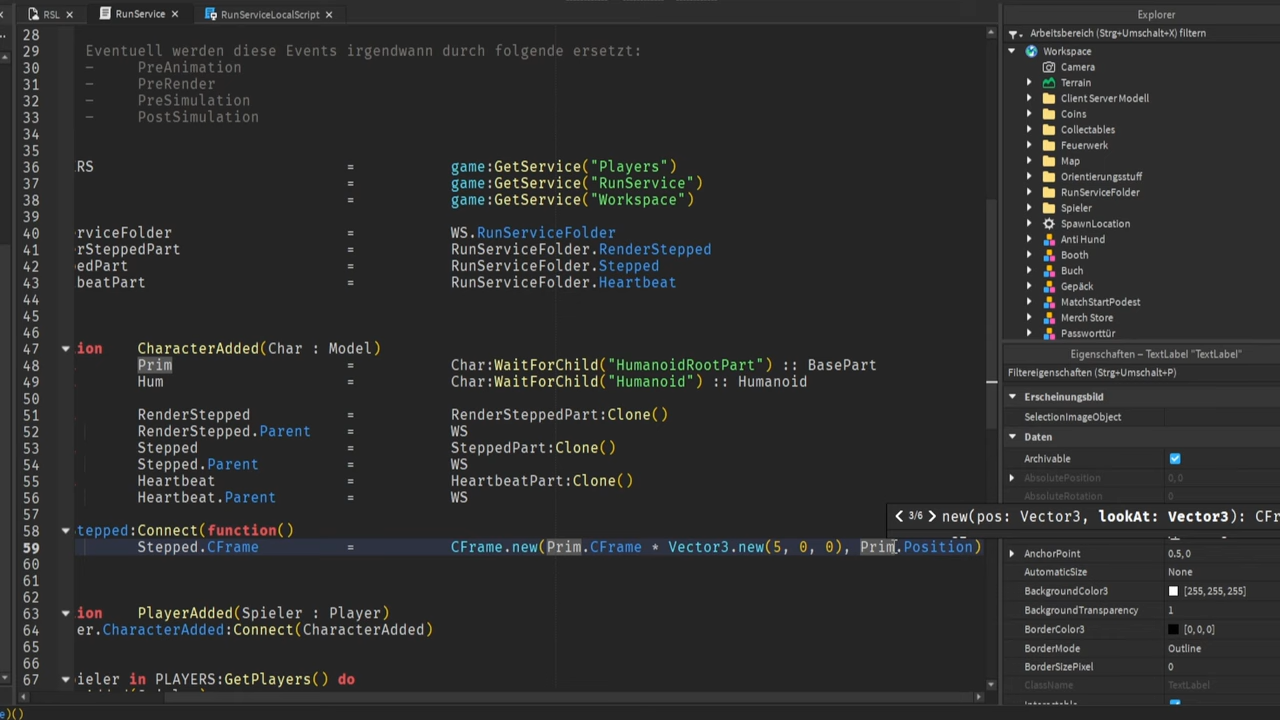 RSL
RunService
RunServiceLocalScript
28
29 Eventuell werden diese Events irgendwann durch folgende ersetzt:
30 - PreAnimation
31 - PreRender
32 - PreSimulation
33 - PostSimulation
34
35
36 RS = game:GetService("Players")
37 = game:GetService("RunService")
38 = game:GetService("Workspace")
39
40 rviceFolder = WS.RunServiceFolder
41 rSteppedPart = RunServiceFolder.RenderStepped
42 edPart = RunServiceFolder.Stepped
43 beatPart = RunServiceFolder.Heartbeat
44
45
46
47 ion CharacterAdded(Char : Model)
48 Prim = Char:WaitForChild("HumanoidRootPart") :: BasePart
49 Hum = Char:WaitForChild("Humanoid") :: Humanoid
50
51 RenderStepped = RenderSteppedPart:Clone()
52 RenderStepped.Parent = WS
53 Stepped = SteppedPart:Clone()
54 Stepped.Parent = WS
55 Heartbeat = HeartbeatPart:Clone()
56 Heartbeat.Parent = WS
57
58 tepped:Connect(function()
59 Stepped.CFrame = CFrame.new(Prim.CFrame * Vector3.new(5, 0, 0), Prim.Position)
60
61
62
63 ion PlayerAdded(Spieler : Player)
64 er.CharacterAdded:Connect(CharacterAdded)
65
66
67 ieler in PLAYERS:GetPlayers() do
3/6 new(pos: Vector3, lookAt: Vector3): CFr
Explorer
Arbeitsbereich (Strg+Umschalt+X) filtern
Workspace
Camera
Terrain
Client Server Modell
Coins
Collectables
Feuerwerk
Map
Orientierungsstuff
RunServiceFolder
Spieler
SpawnLocation
Anti Hund
Booth
Buch
Gepäck
MatchStartPodest
Merch Store
Passworttür
Eigenschaften – TextLabel "TextLabel"
Filtereigenschaften (Strg+Umschalt+P)
Erscheinungsbild
SelectionImageObject
Daten
Archivable
AbsolutePosition 0, 0
AbsoluteRotation 0
AnchorPoint 0.5, 0
AutomaticSize None
BackgroundColor3 [255, 255, 255]
BackgroundTransparency 1
BorderColor3 [0, 0, 0]
BorderMode Outline
BorderSizePixel 0
ClassName TextLabel